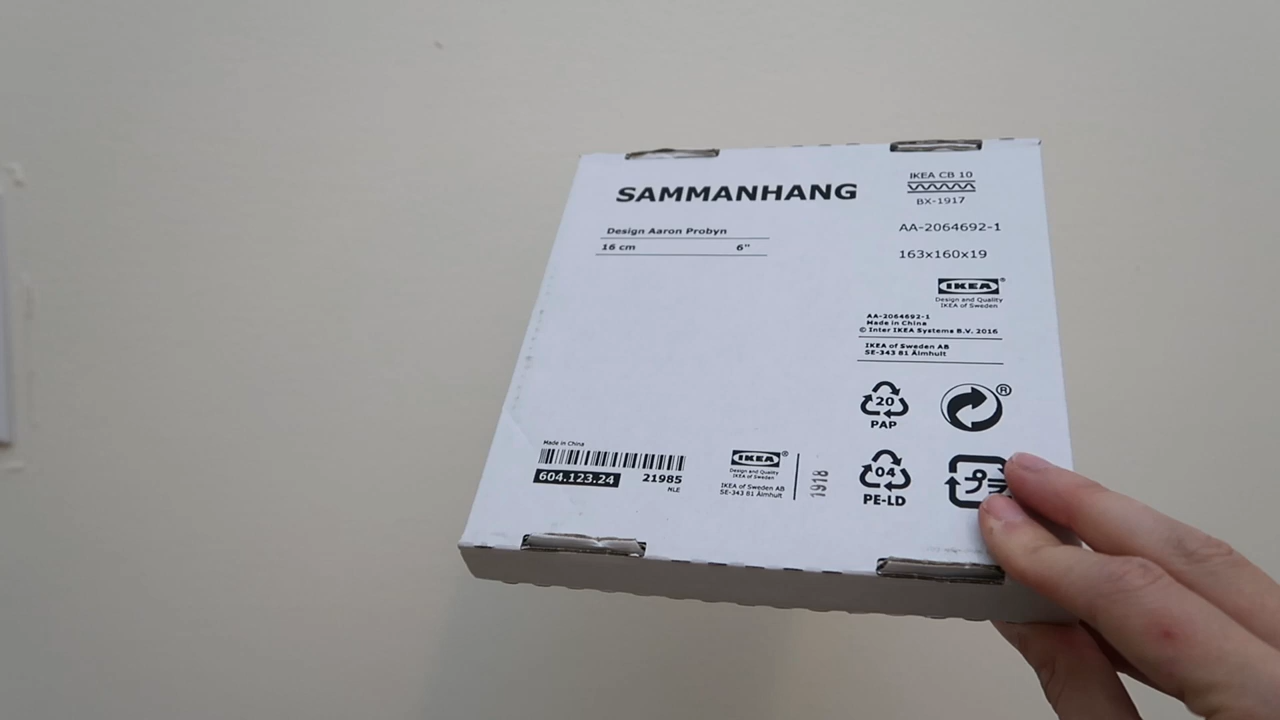 SAMMANHANG
Design Aaron Probyn
16 cm 6"
IKEA CB 10
BX-1917
AA-2064692-1
163x160x19
IKEA®
Design and Quality
IKEA of Sweden
AA-2064692-1
Made in China
© Inter IKEA Systems B.V. 2016
IKEA of Sweden AB
SE-343 81 Älmhult
20
PAP
®
Made in China
604.123.24 21985
NLE
IKEA®
Design and Quality
IKEA of Sweden
IKEA of Sweden AB
SE-343 81 Älmhult
1918
04
PE-LD
プラ